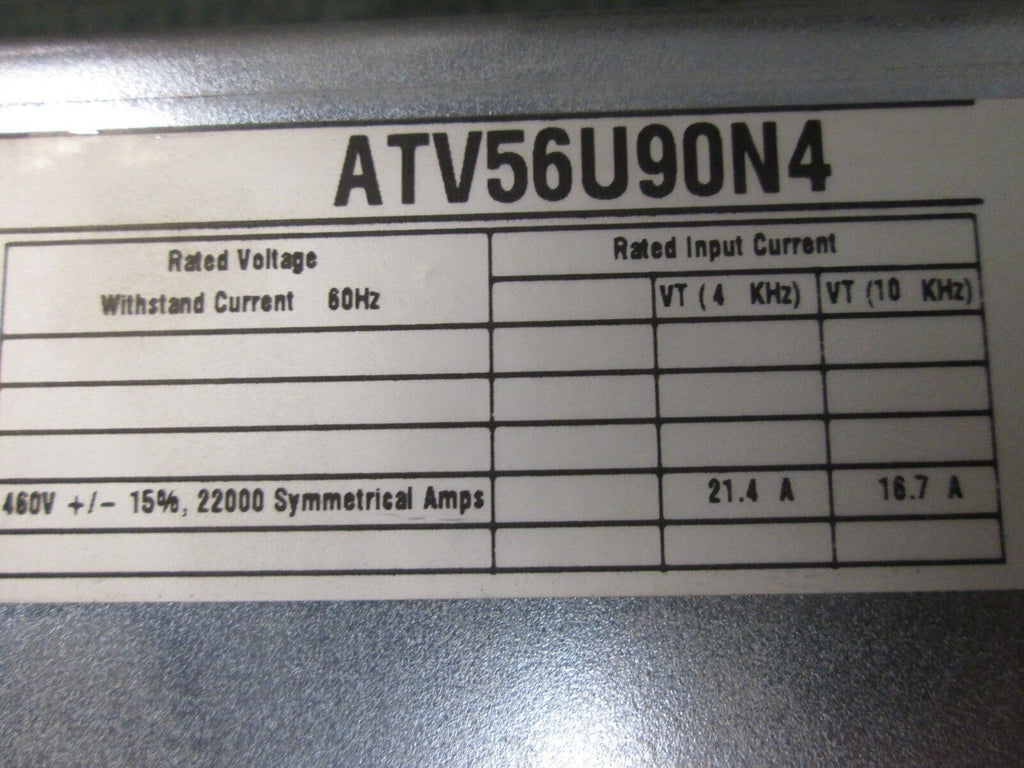 ATV56U90N4
Rated Voltage
Withstand Current 60Hz
Rated Input Current
VT (4 KHz) VT (10 KHz)
460V +/- 15%, 22000 Symmetrical Amps 21.4 A 16.7 A